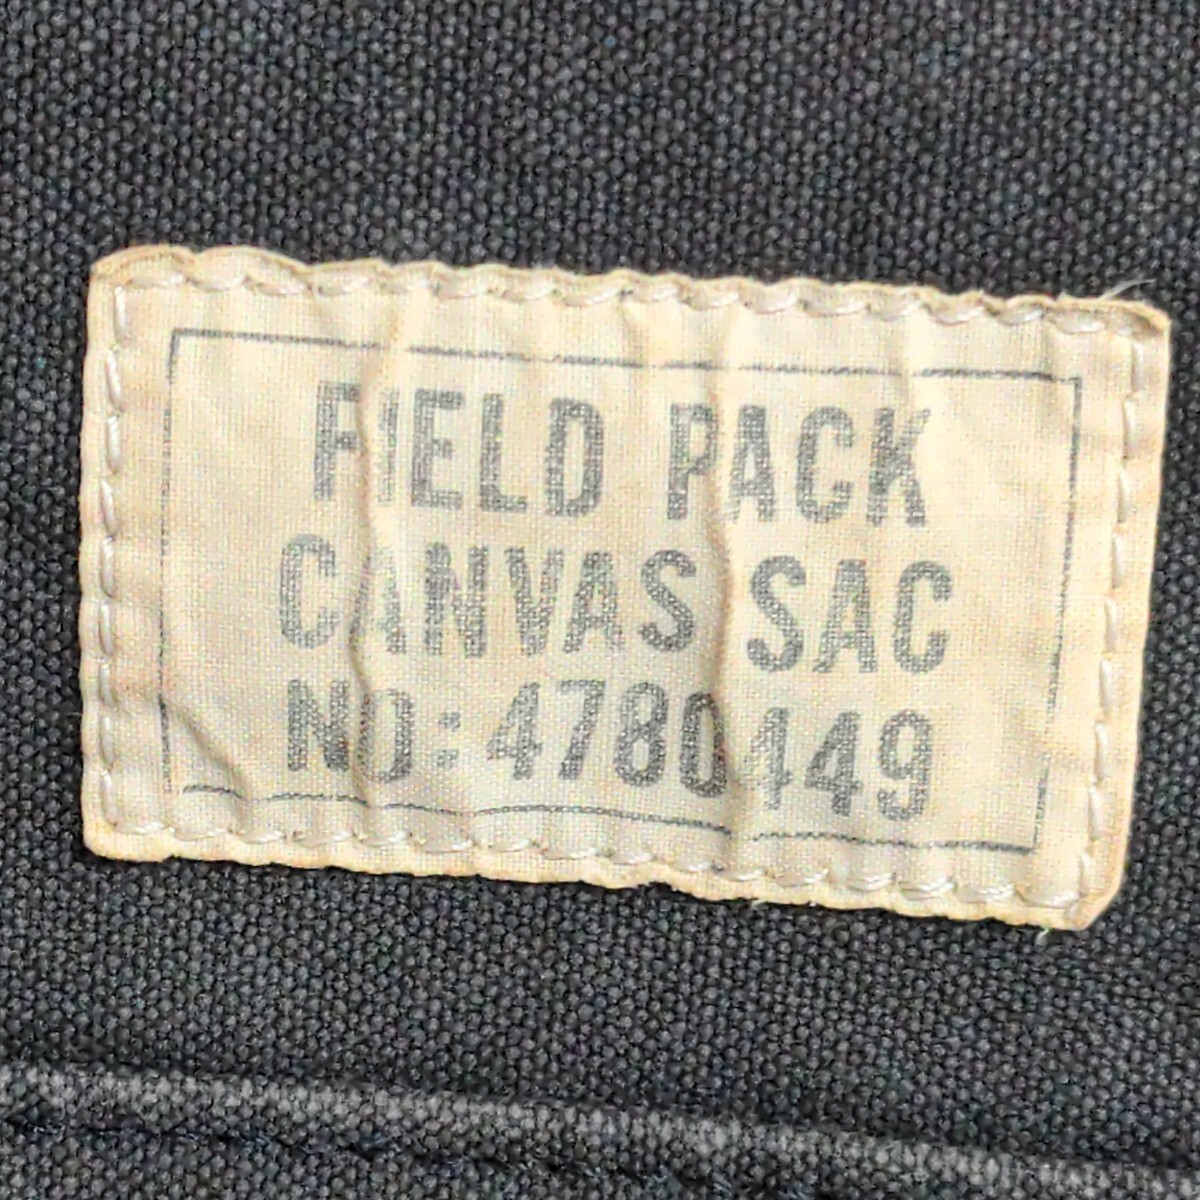 FIELD PACK
CANVAS SAC
NO: 4780449